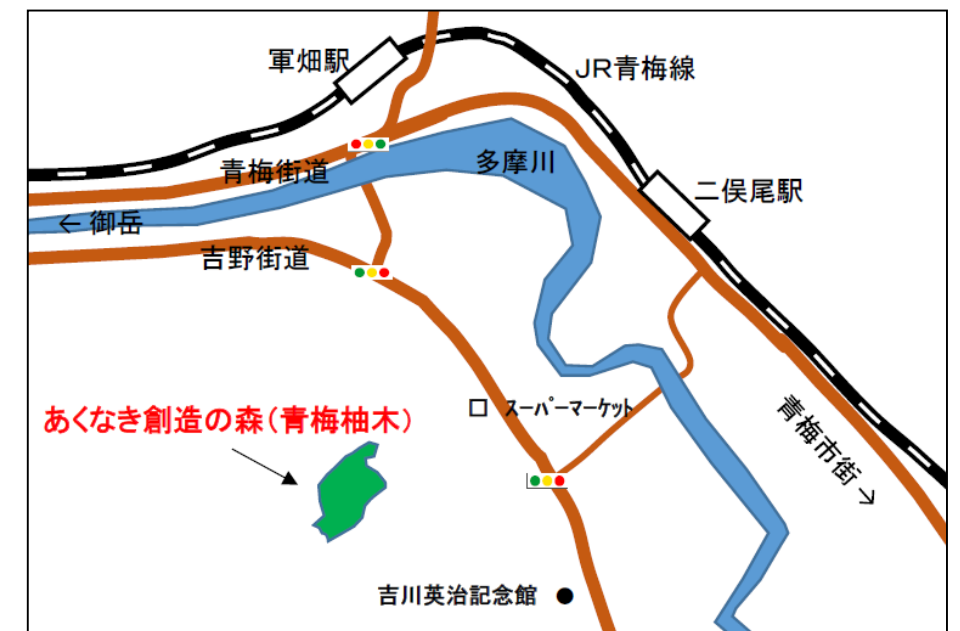 軍畑駅
JR青梅線
青梅街道
多摩川
二俣尾駅
← 御岳
吉野街道
□ スーパーマーケット
あくなき創造の森(青梅柚木)
青梅市街→
吉川英治記念館 ●